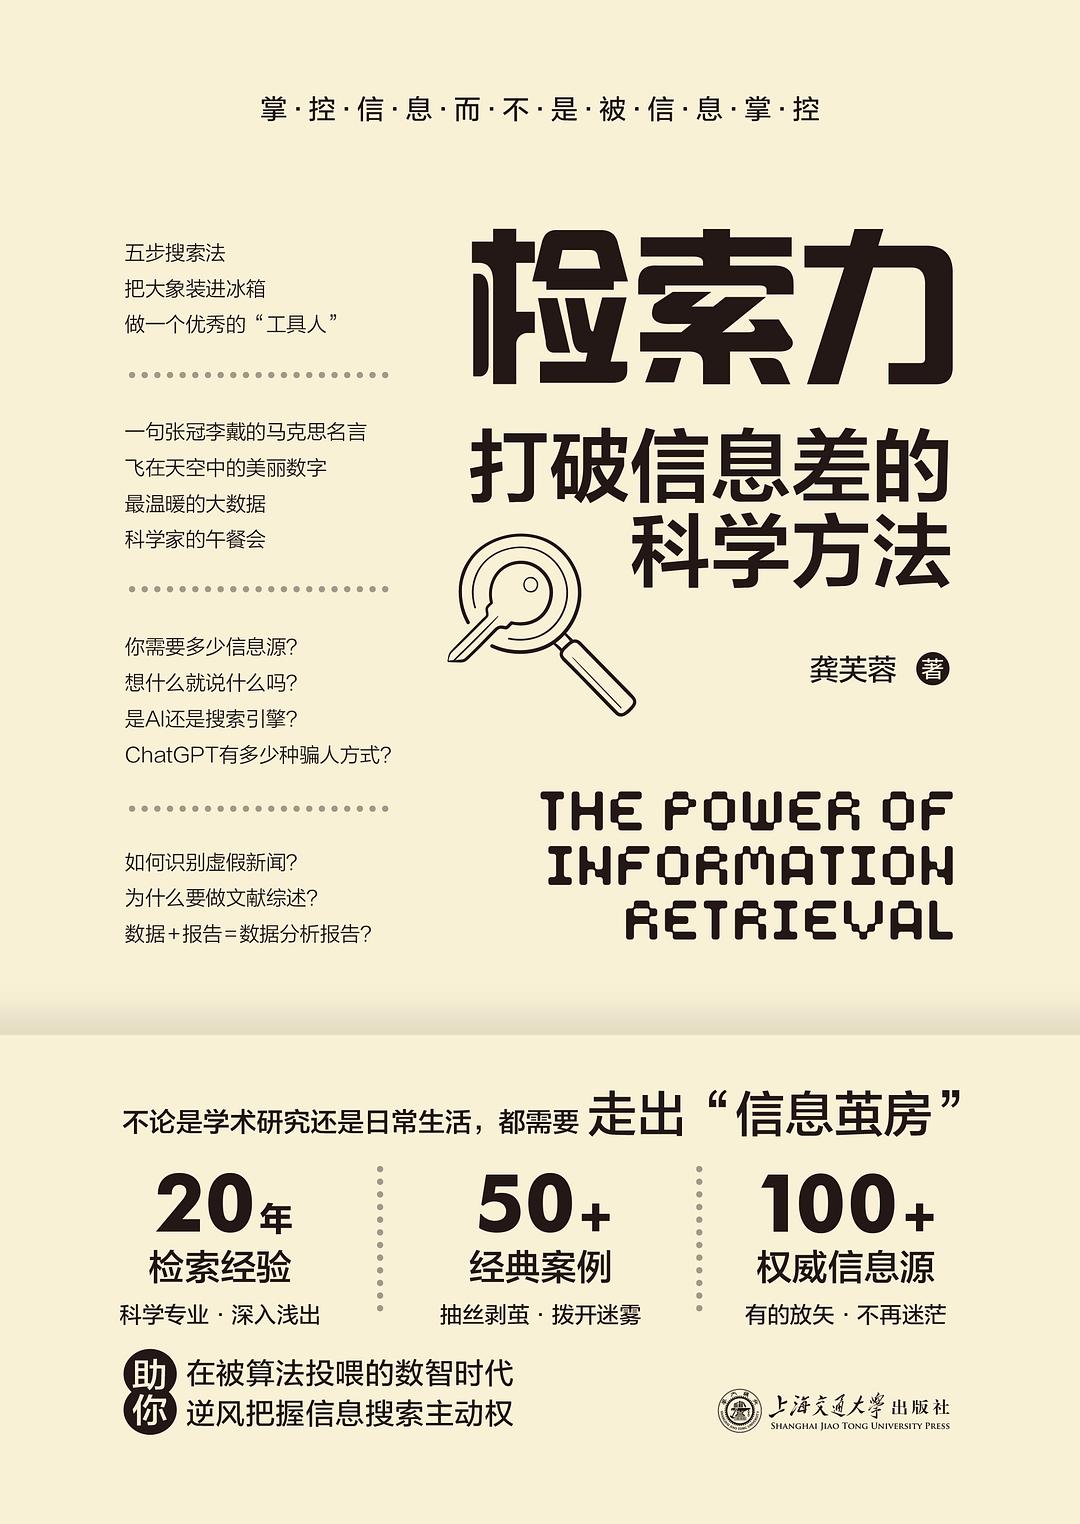 掌·控·信·息·而·不·是·被·信·息·掌·控
检索力
打破信息差的
科学方法
龚芙蓉 著
THE POWER OF
INFORMATION
RETRIEVAL
五步搜索法
把大象装进冰箱
做一个优秀的“工具人”
一句张冠李戴的马克思名言
飞在天空中的美丽数字
最温暖的大数据
科学家的午餐会
你需要多少信息源?
想什么就说什么吗?
是AI还是搜索引擎?
ChatGPT有多少种骗人方式?
如何识别虚假新闻?
为什么要做文献综述?
数据+报告=数据分析报告?
不论是学术研究还是日常生活，都需要 走出“信息茧房”
20年
检索经验
科学专业·深入浅出
50+
经典案例
抽丝剥茧·拨开迷雾
100+
权威信息源
有的放矢·不再迷茫
助你
在被算法投喂的数智时代
逆风把握信息搜索主动权
上海交通大学出版社
SHANGHAI JIAO TONG UNIVERSITY PRESS